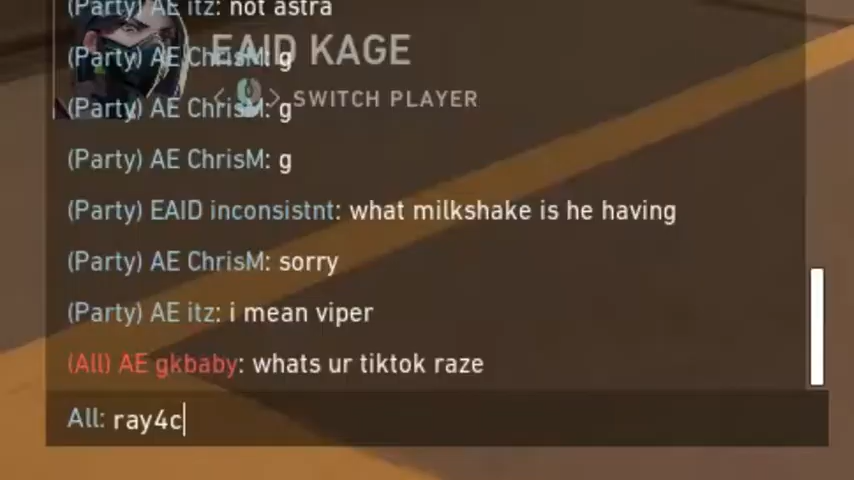 (Party) AE itz: not astra
EAID KAGE
(Party) AE ChrisM: g
< > SWITCH PLAYER
(Party) AE ChrisM: g
(Party) AE ChrisM: g
(Party) EAID inconsistnt: what milkshake is he having
(Party) AE ChrisM: sorry
(Party) AE itz: i mean viper
(All) AE gkbaby: whats ur tiktok raze
All: ray4c